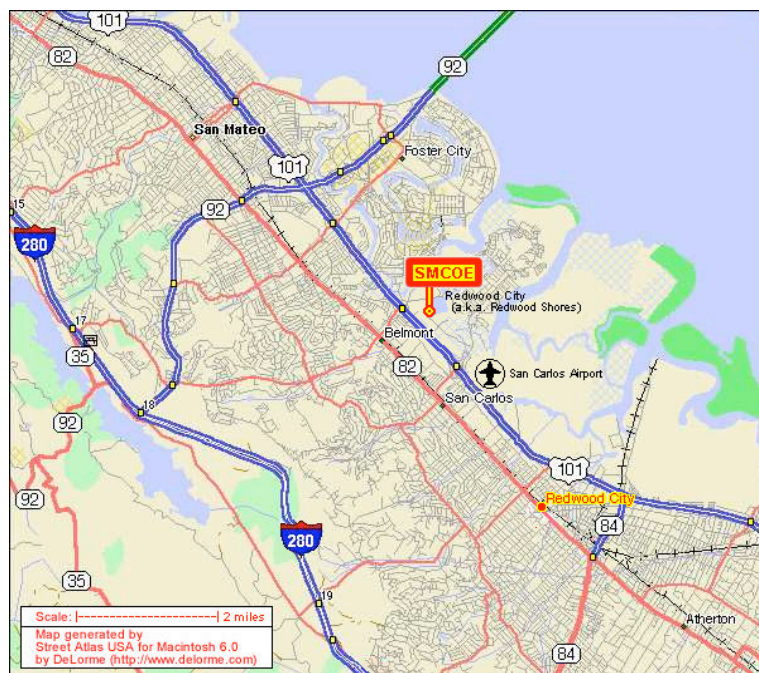 101
82
92
San Mateo
Foster City
101
15
92
280
SMCOE
Redwood City
(a.k.a. Redwood Shores)
17
35
Belmont
82
San Carlos Airport
18
San Carlos
92
101
92
Redwood City
84
280
35
19
Scale: |-----------------------| 2 miles
Atherton
Map generated by
Street Atlas USA for Macintosh 6.0
by DeLorme (http://www.delorme.com)
84